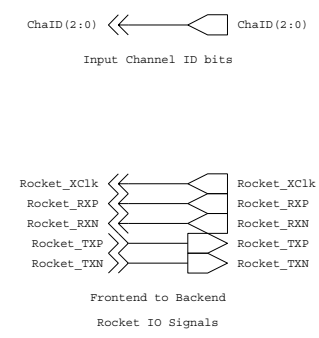 ChaID(2:0) ChaID(2:0)
Input Channel ID bits
Rocket_XClk Rocket_XClk
Rocket_RXP Rocket_RXP
Rocket_RXN Rocket_RXN
Rocket_TXP Rocket_TXP
Rocket_TXN Rocket_TXN
Frontend to Backend
Rocket IO Signals